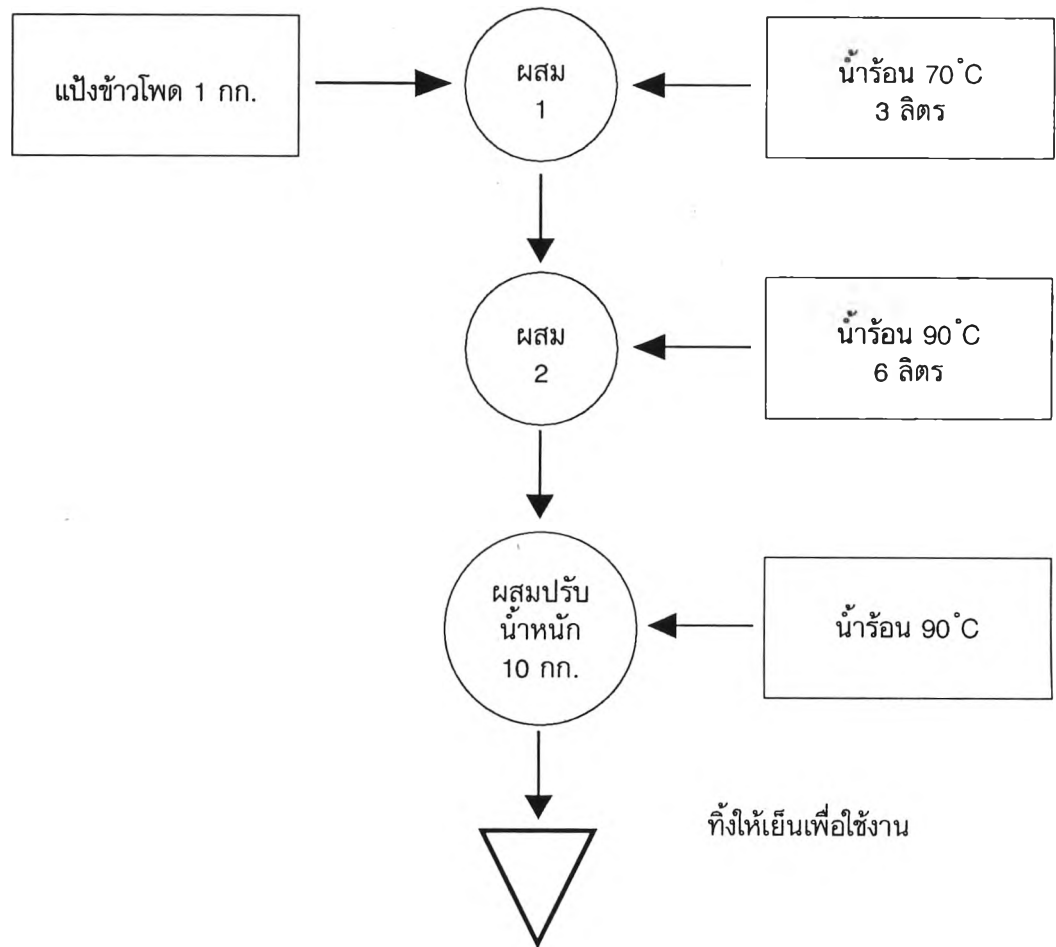 แป้งข้าวโพด 1 กก.
ผสม
1
น้ำร้อน 70°C
3 ลิตร
ผสม
2
น้ำร้อน 90°C
6 ลิตร
ผสมปรับ
น้ำหนัก
10 กก.
น้ำร้อน 90°C
ทิ้งให้เย็นเพื่อใช้งาน